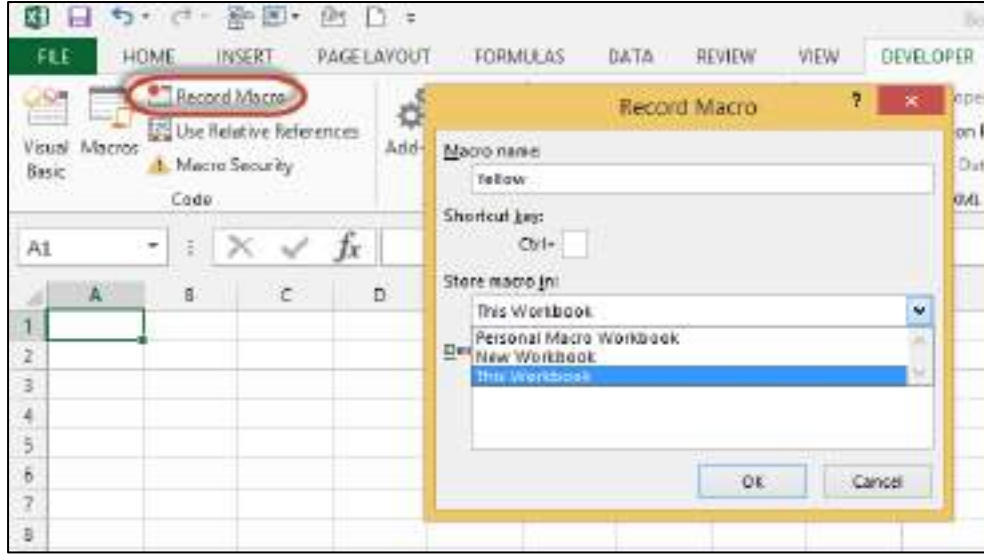 FILE HOME INSERT PAGE LAYOUT FORMULAS DATA REVIEW VIEW DEVELOPER
Visual Basic
Macros
Record Macro
Use Relative References
Macro Security
Code
Add-
Record Macro ?
Macro name:
Yellow
Shortcut key:
Ctrl+
Store macro in:
This Workbook
Personal Macro Workbook
New Workbook
This Workbook
OK Cancel
A1 fx
A B C D
1
2
3
4
5
6
7
8